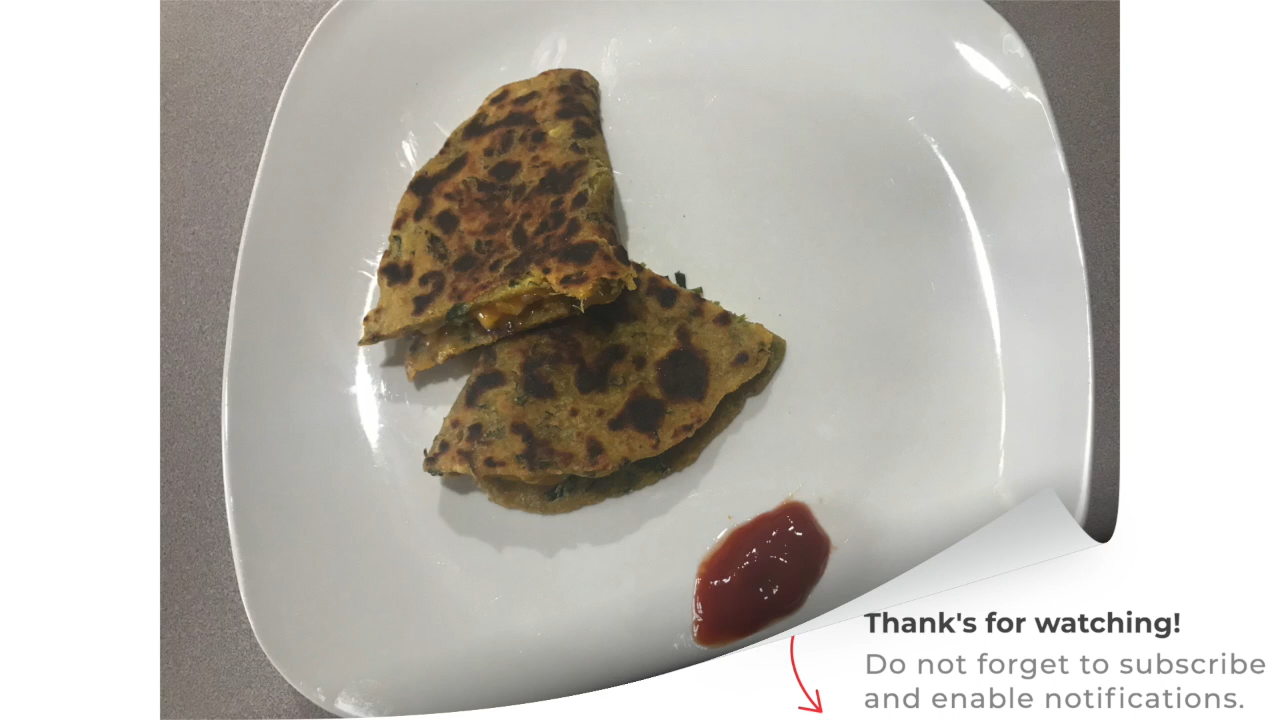 Thank's for watching!
Do not forget to subscribe
and enable notifications.